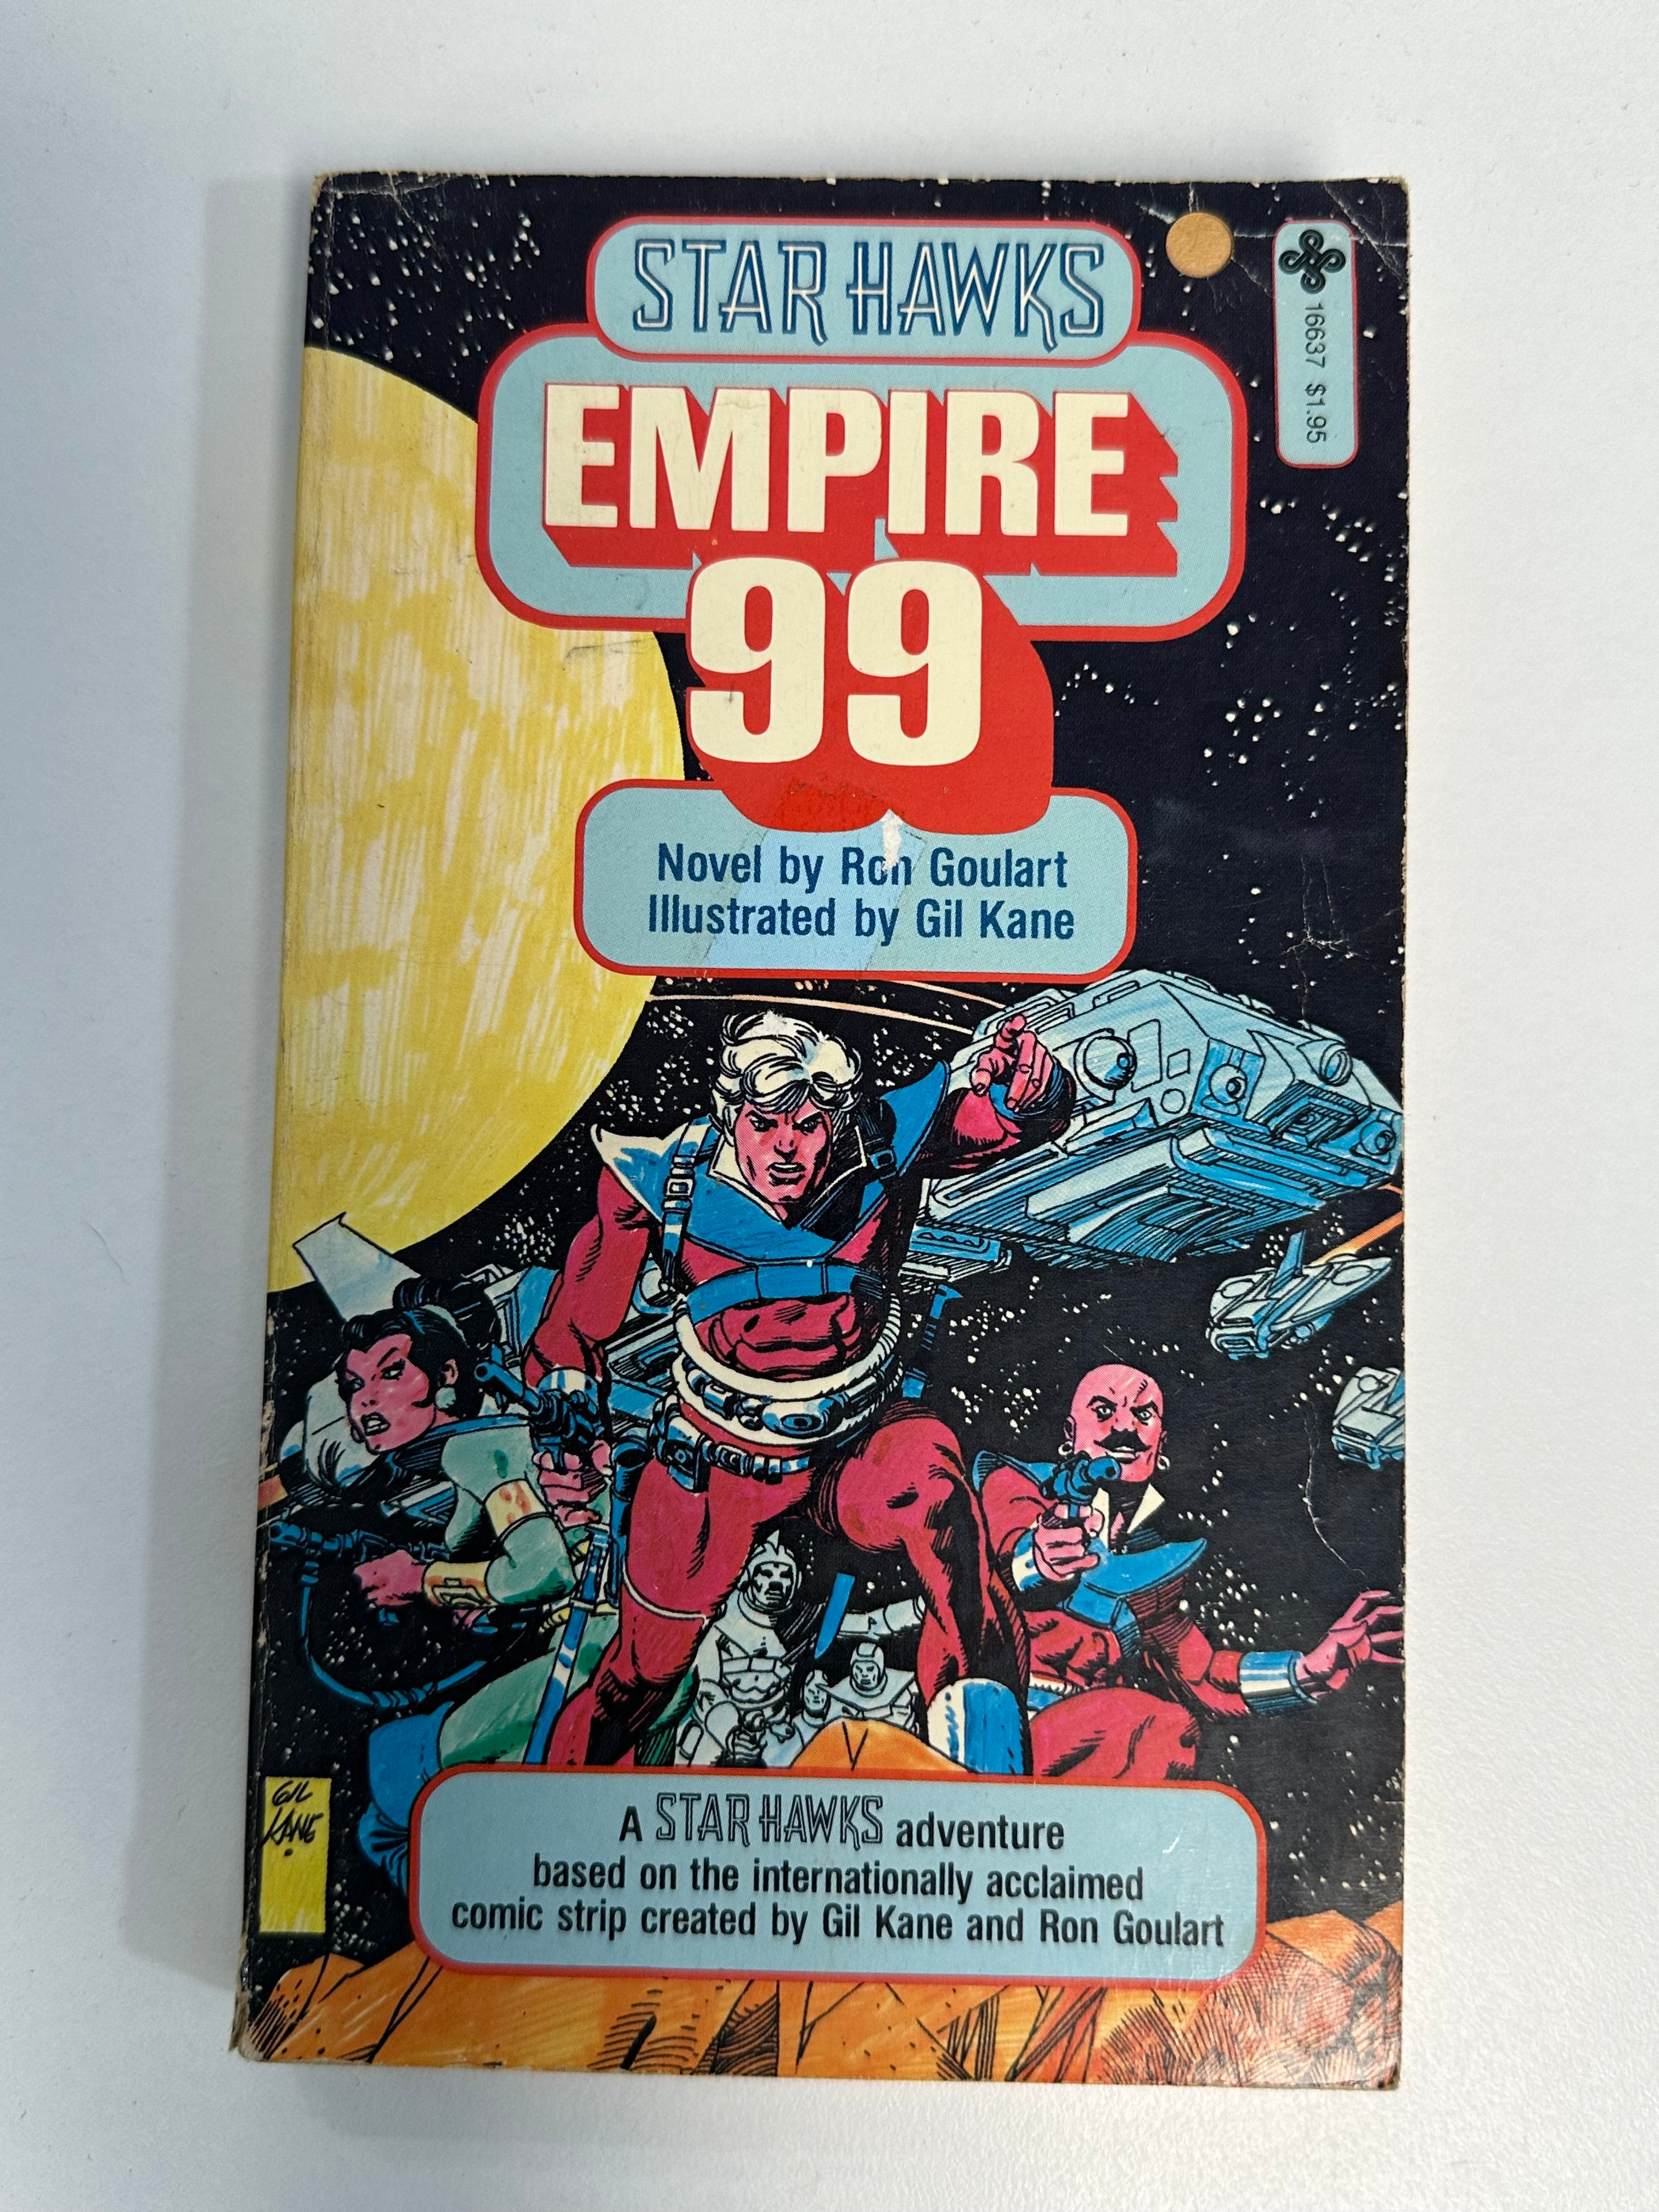 STAR HAWKS
16637 $1.95
EMPIRE
99
Novel by Ron Goulart
Illustrated by Gil Kane
GIL
KANE
A STAR HAWKS adventure
based on the internationally acclaimed
comic strip created by Gil Kane and Ron Goulart